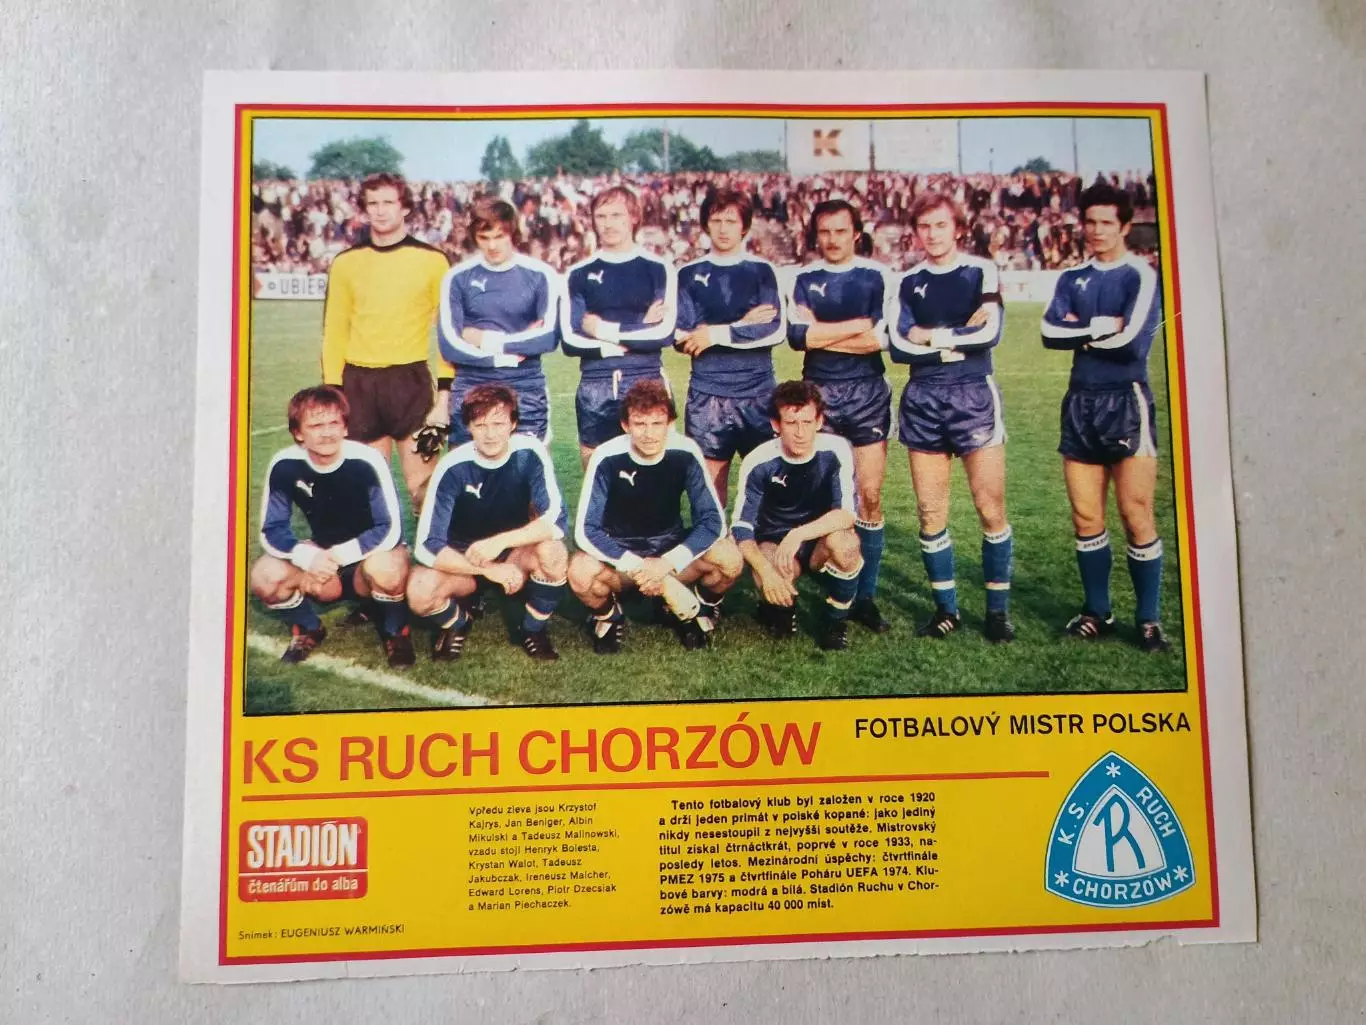 K
UBIER
KS RUCH CHORZÓW
FOTBALOVÝ MISTR POLSKA
STADIÓN
čtenářům do alba
Vpředu zleva jsou Krzystof
Kajrys, Jan Beniger, Albin
Mikulski a Tadeusz Malinowski,
vzadu stojí Henryk Bolesta,
Krystan Walot, Tadeusz
Jakubczak, Ireneusz Malcher,
Edward Lorens, Piotr Dzecsiak
a Marian Piechaczek.
Tento fotbalový klub byl založen v roce 1920
a drží jeden primát v polské kopané: jako jediný
nikdy nesestoupil z nejvyšší soutěže. Mistrovský
titul získal čtrnáctkrát, poprvé v roce 1933, na-
posledy letos. Mezinárodní úspěchy: čtvrtfinále
PMEZ 1975 a čtvrtfinále Poháru UEFA 1974. Klu-
bové barvy: modrá a bílá. Stadión Ruchu v Chor-
zówě má kapacitu 40 000 míst.
K.S. RUCH
R
CHORZÓW
Snímek: EUGENIUSZ WARMIŃSKI